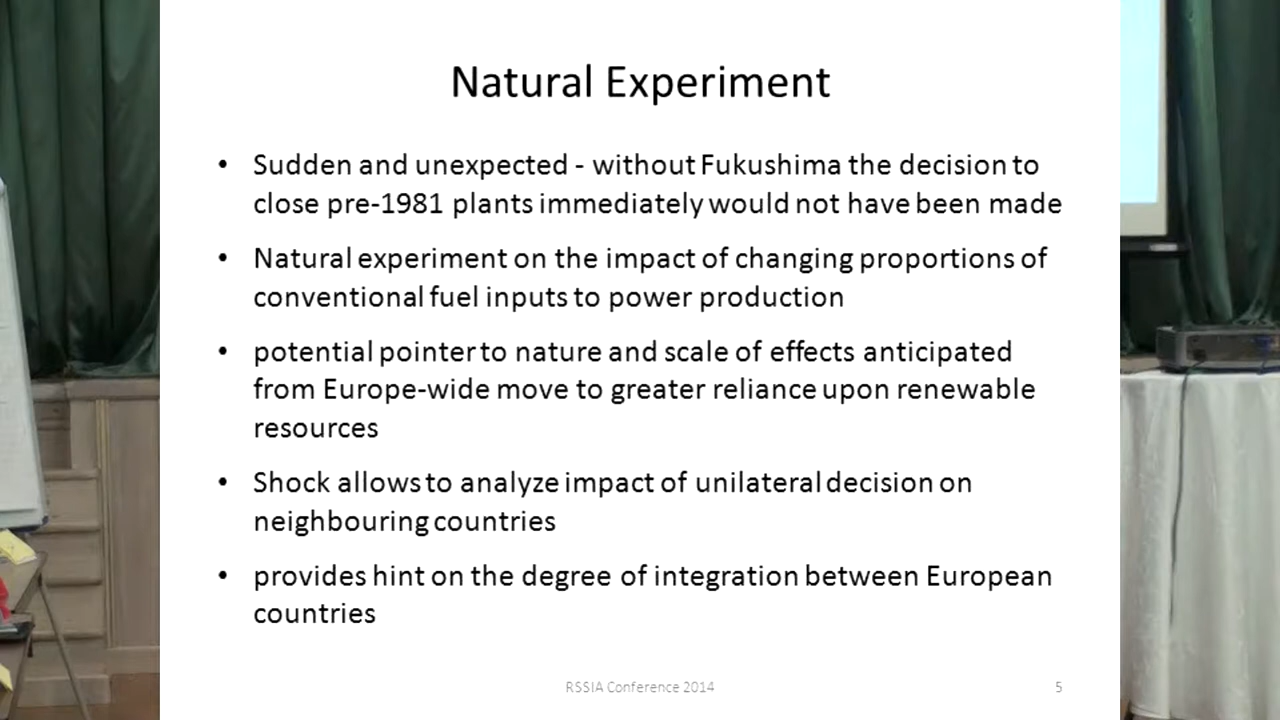 Natural Experiment
• Sudden and unexpected - without Fukushima the decision to
close pre-1981 plants immediately would not have been made
• Natural experiment on the impact of changing proportions of
conventional fuel inputs to power production
• potential pointer to nature and scale of effects anticipated
from Europe-wide move to greater reliance upon renewable
resources
• Shock allows to analyze impact of unilateral decision on
neighbouring countries
• provides hint on the degree of integration between European
countries
RSSIA Conference 2014
5